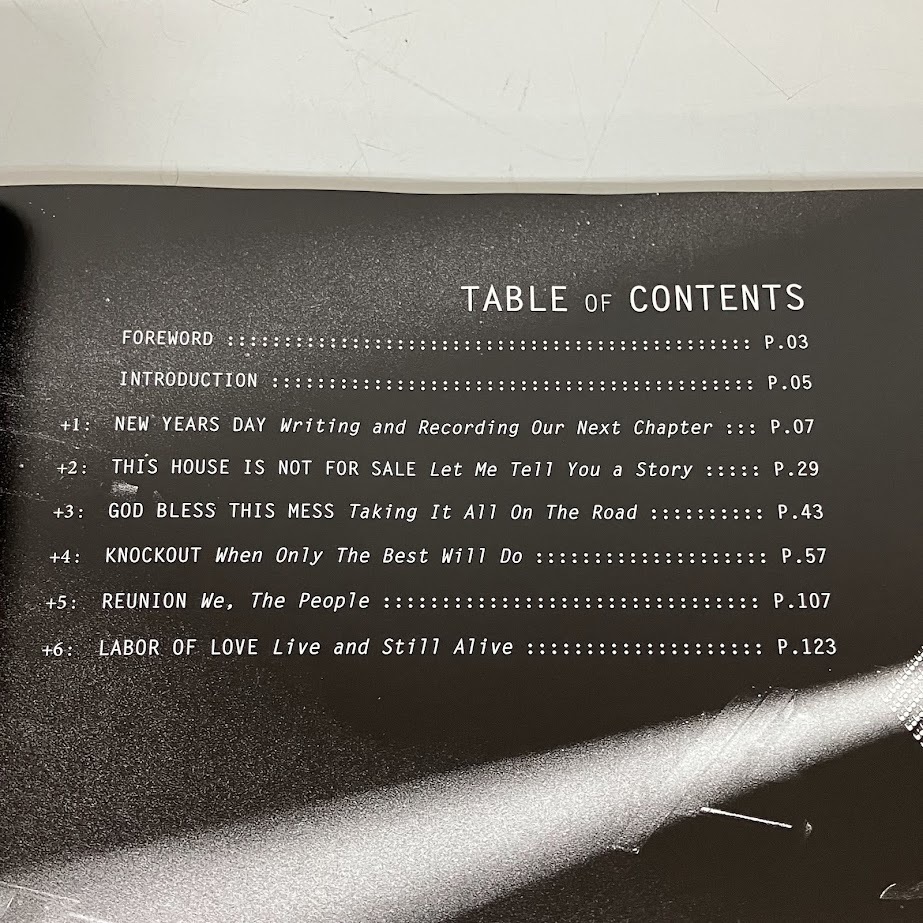 TABLE OF CONTENTS
FOREWORD :::::::::::::::::::::::::::::::::::::::::::::: P.03
INTRODUCTION :::::::::::::::::::::::::::::::::::::::::: P.05
+1: NEW YEARS DAY Writing and Recording Our Next Chapter ::: P.07
+2: THIS HOUSE IS NOT FOR SALE Let Me Tell You a Story ::::: P.29
+3: GOD BLESS THIS MESS Taking It All On The Road :::::::::: P.43
+4: KNOCKOUT When Only The Best Will Do :::::::::::::::::::: P.57
+5: REUNION We, The People :::::::::::::::::::::::::::::::: P.107
+6: LABOR OF LOVE Live and Still Alive :::::::::::::::::::: P.123